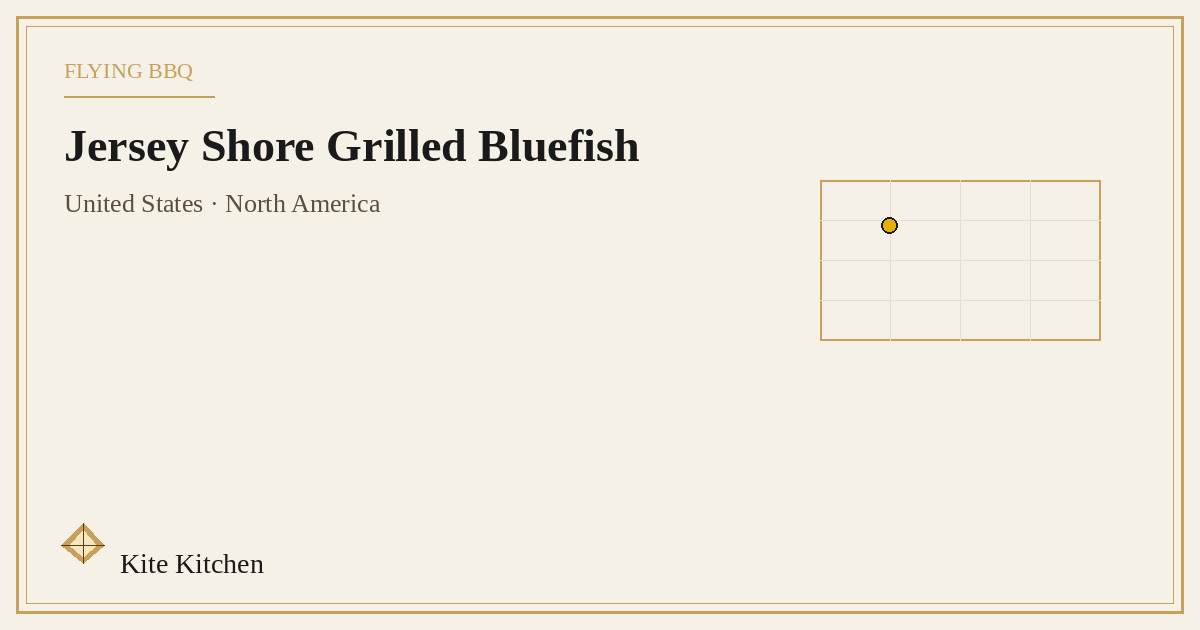 FLYING BBQ
Jersey Shore Grilled Bluefish
United States · North America
Kite Kitchen